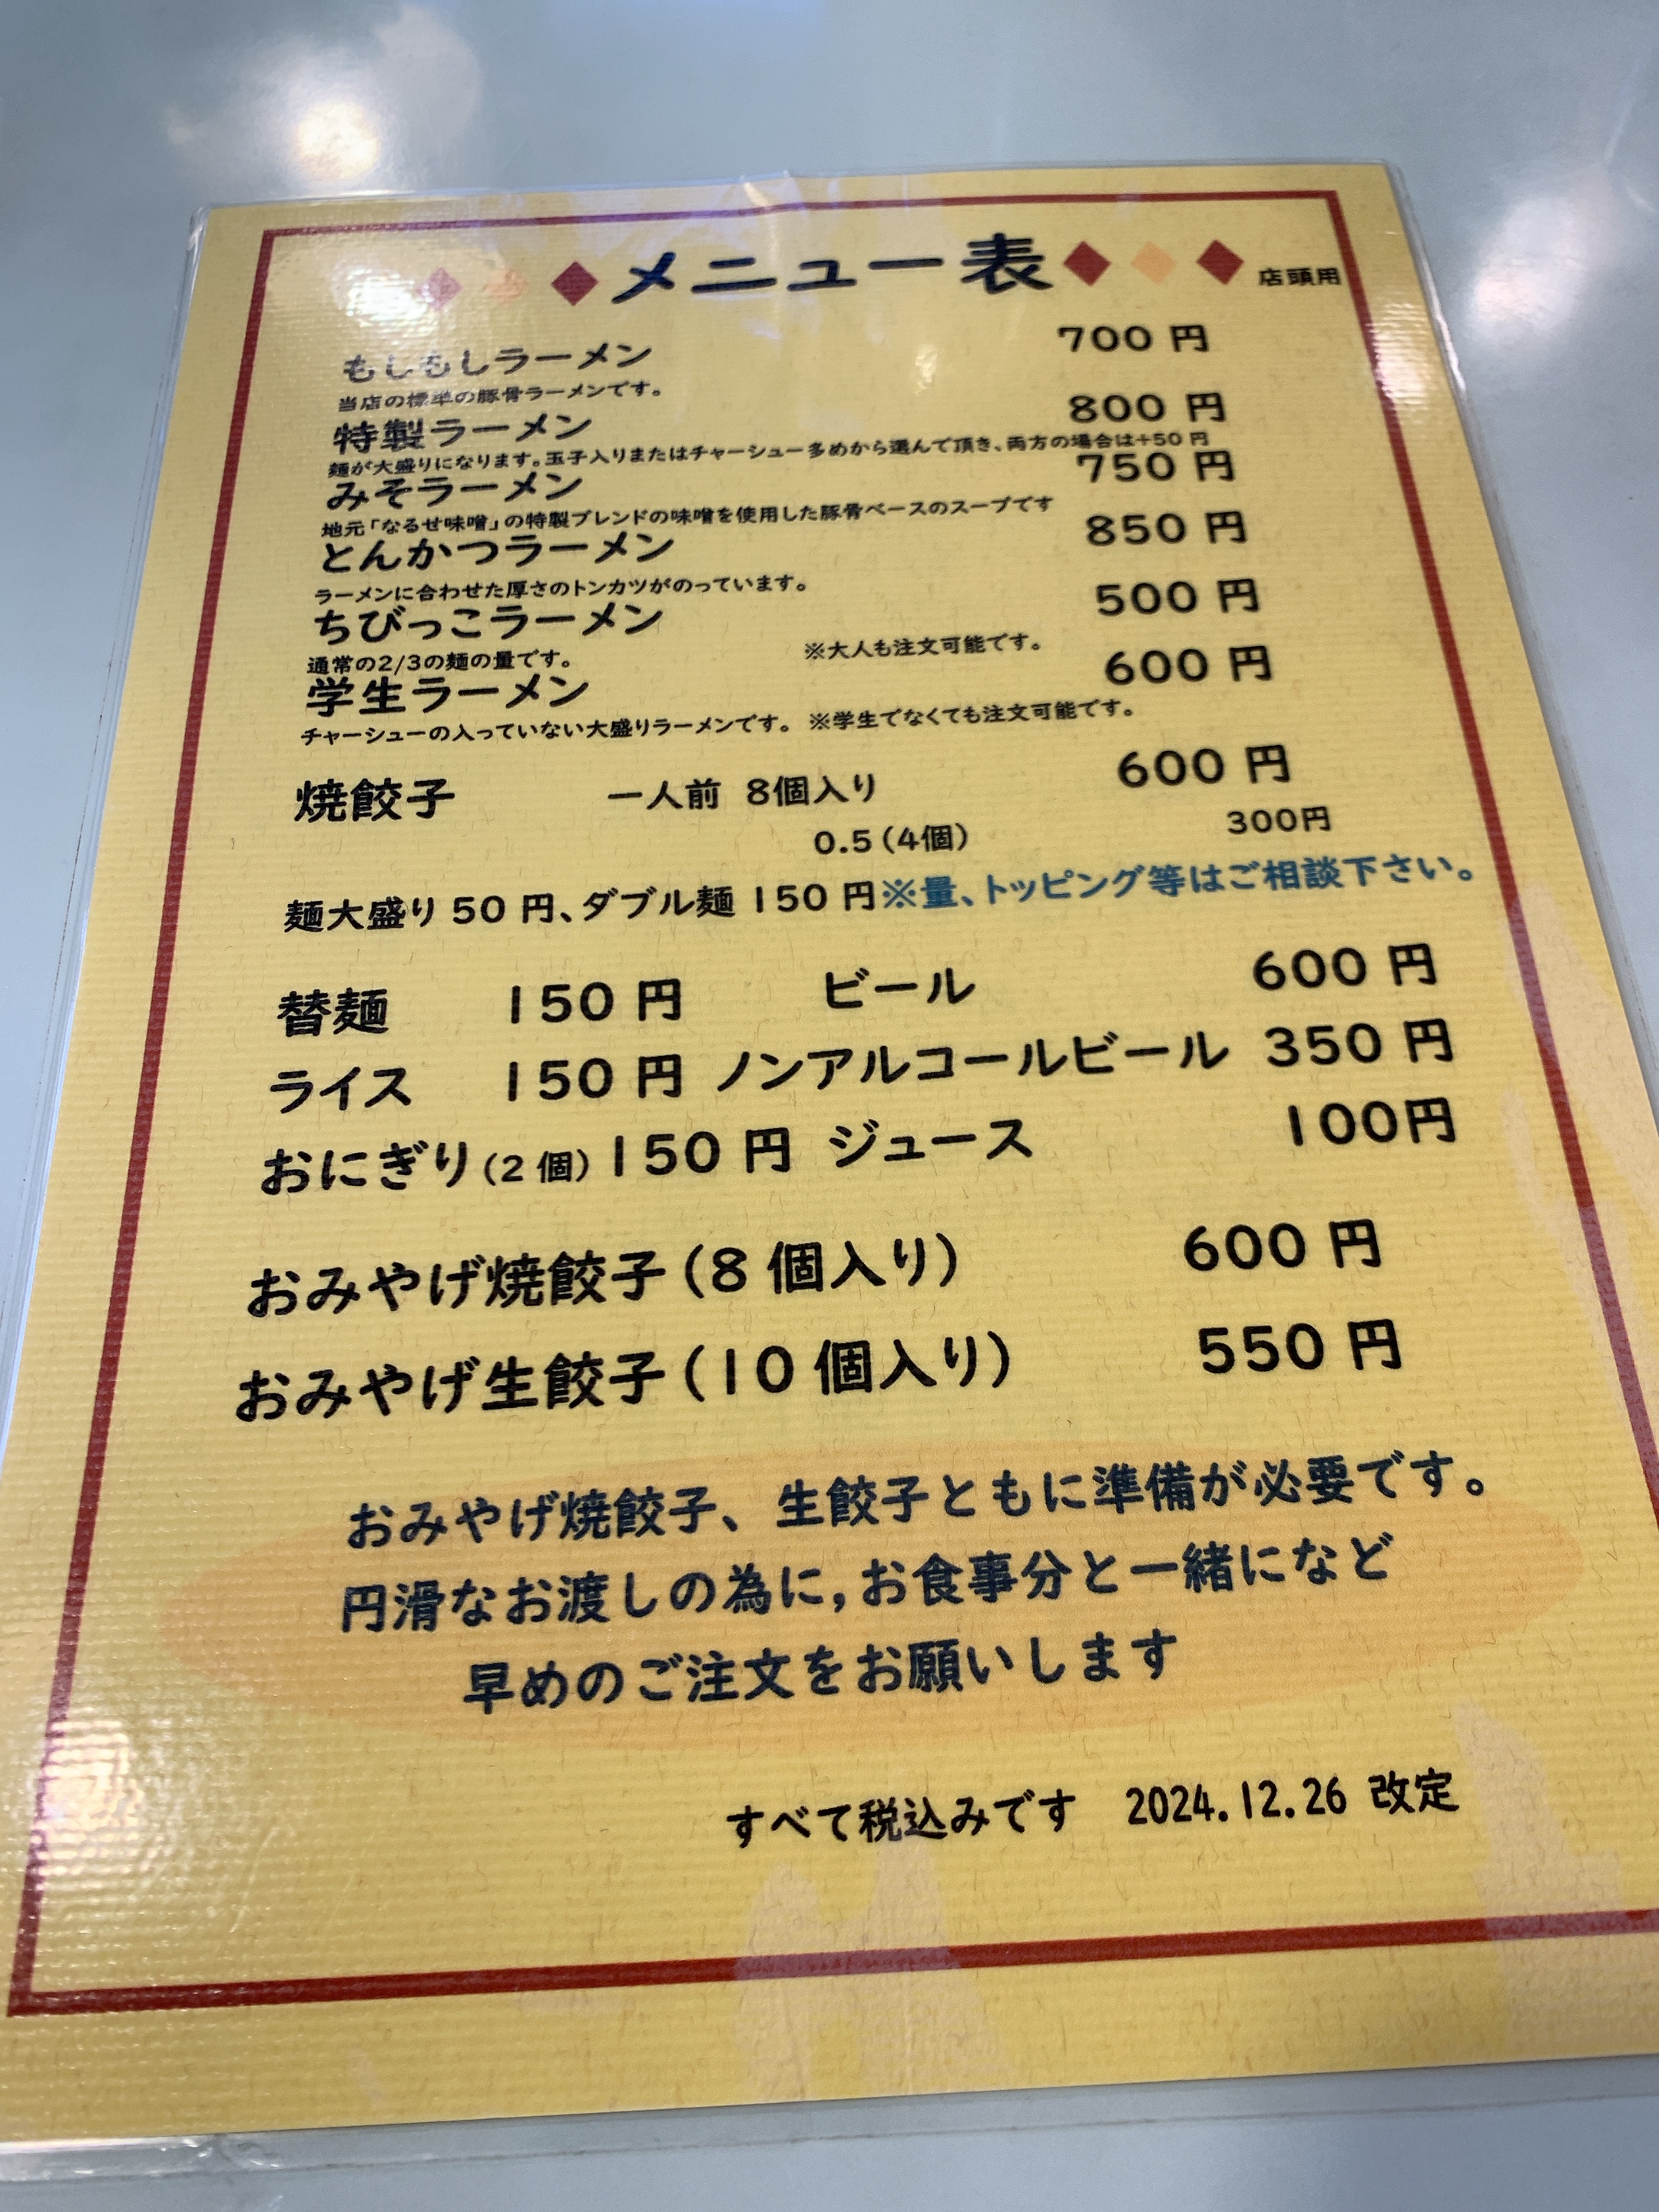 ◆◆◆メニュー表◆◆◆ 店頭用
もしもしラーメン 700 円
当店の標準の豚骨ラーメンです。
特製ラーメン 800 円
麺が大盛りになります。玉子入りまたはチャーシュー多めから選んで頂き、両方の場合は+50 円
みそラーメン 750 円
地元「なるせ味噌」の特製ブレンドの味噌を使用した豚骨ベースのスープです
とんかつラーメン 850 円
ラーメンに合わせた厚さのトンカツがのっています。
ちびっこラーメン 500 円
通常の2/3の麺の量です。 ※大人も注文可能です。
学生ラーメン 600 円
チャーシューの入っていない大盛りラーメンです。 ※学生でなくても注文可能です。
焼餃子 一人前 8個入り 600 円
0.5(4個) 300円
麺大盛り 50 円、ダブル麺 150 円※量、トッピング等はご相談下さい。
替麺 150 円 ビール 600 円
ライス 150 円 ノンアルコールビール 350 円
おにぎり(2 個) 150 円 ジュース 100円
おみやげ焼餃子(8 個入り) 600 円
おみやげ生餃子(10 個入り) 550 円
おみやげ焼餃子、生餃子ともに準備が必要です。
円滑なお渡しの為に,お食事分と一緒になど
早めのご注文をお願いします
すべて税込みです 2024.12.26 改定